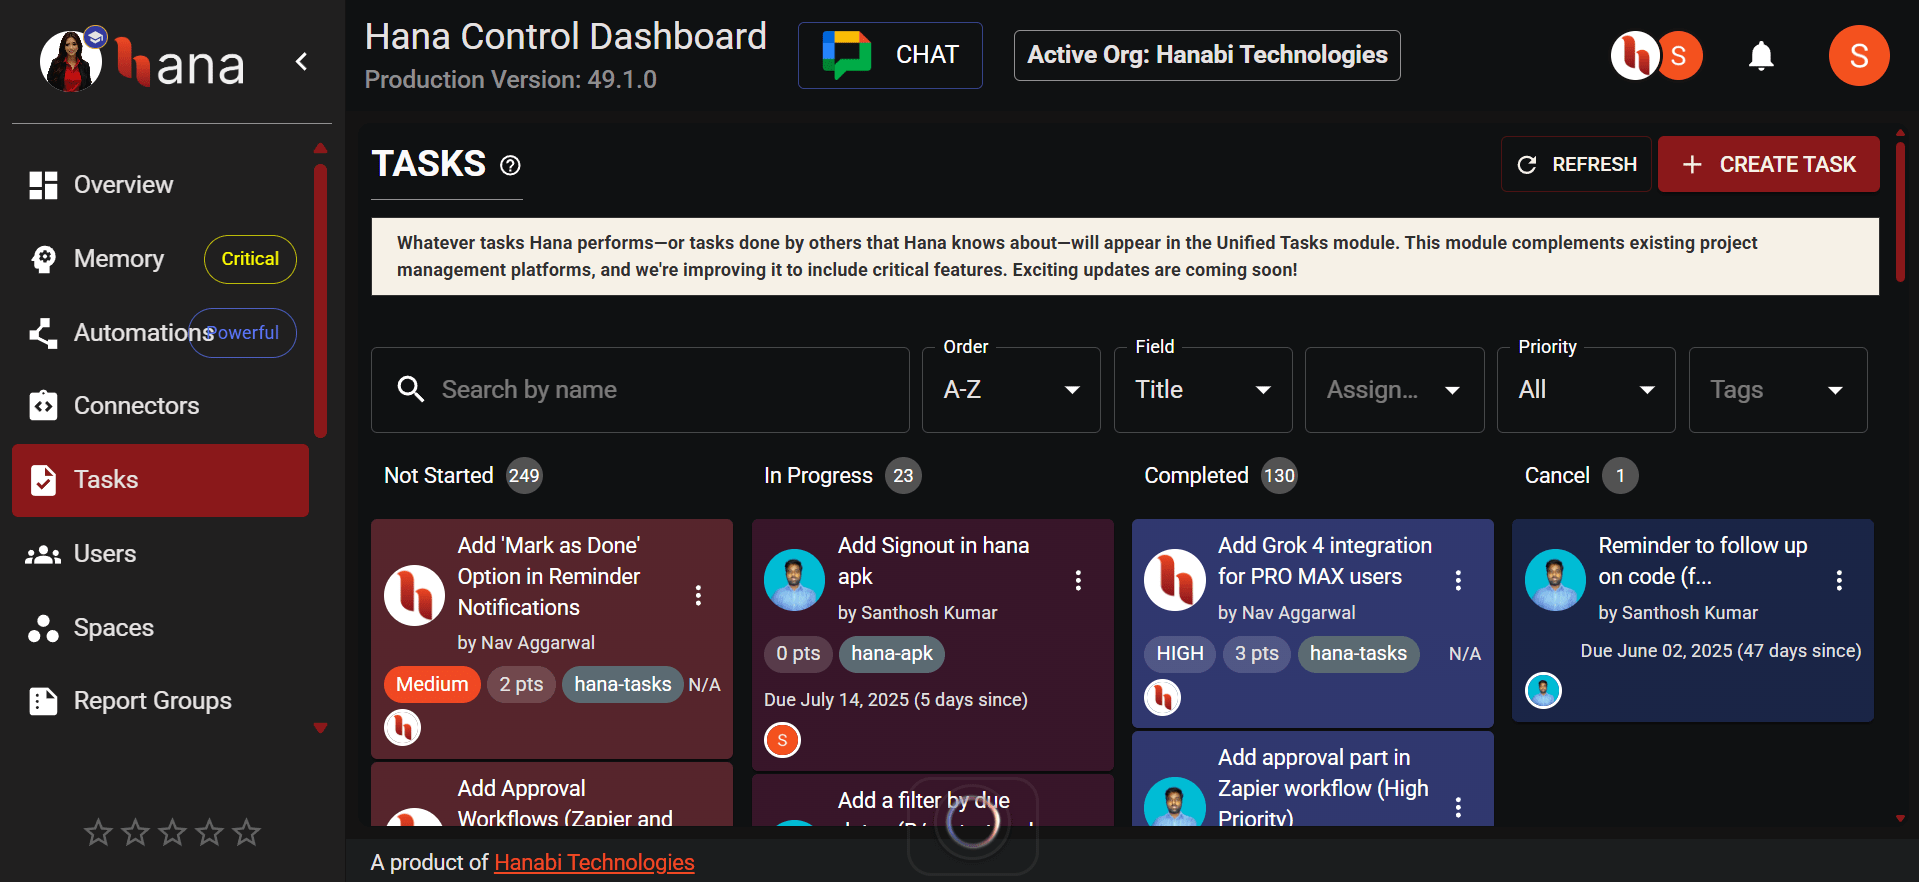 hana
Hana Control Dashboard
Production Version: 49.1.0
CHAT
Active Org: Hanabi Technologies
S
S
Overview
Memory
Critical
Automations
Powerful
Connectors
Tasks
Users
Spaces
Report Groups
TASKS
REFRESH
+ CREATE TASK
Whatever tasks Hana performs—or tasks done by others that Hana knows about—will appear in the Unified Tasks module. This module complements existing project
management platforms, and we're improving it to include critical features. Exciting updates are coming soon!
Search by name
Order
A-Z
Field
Title
Assign...
Priority
All
Tags
Not Started 249
Add 'Mark as Done'
Option in Reminder
Notifications
by Nav Aggarwal
Medium 2 pts hana-tasks N/A
Add Approval
Workflows (Zapier and
In Progress 23
Add Signout in hana
apk
by Santhosh Kumar
0 pts hana-apk
Due July 14, 2025 (5 days since)
S
Add a filter by due
Completed 130
Add Grok 4 integration
for PRO MAX users
by Nav Aggarwal
HIGH 3 pts hana-tasks N/A
Add approval part in
Zapier workflow (High
Priority)
Cancel 1
Reminder to follow up
on code (f...
by Santhosh Kumar
Due June 02, 2025 (47 days since)
A product of Hanabi Technologies